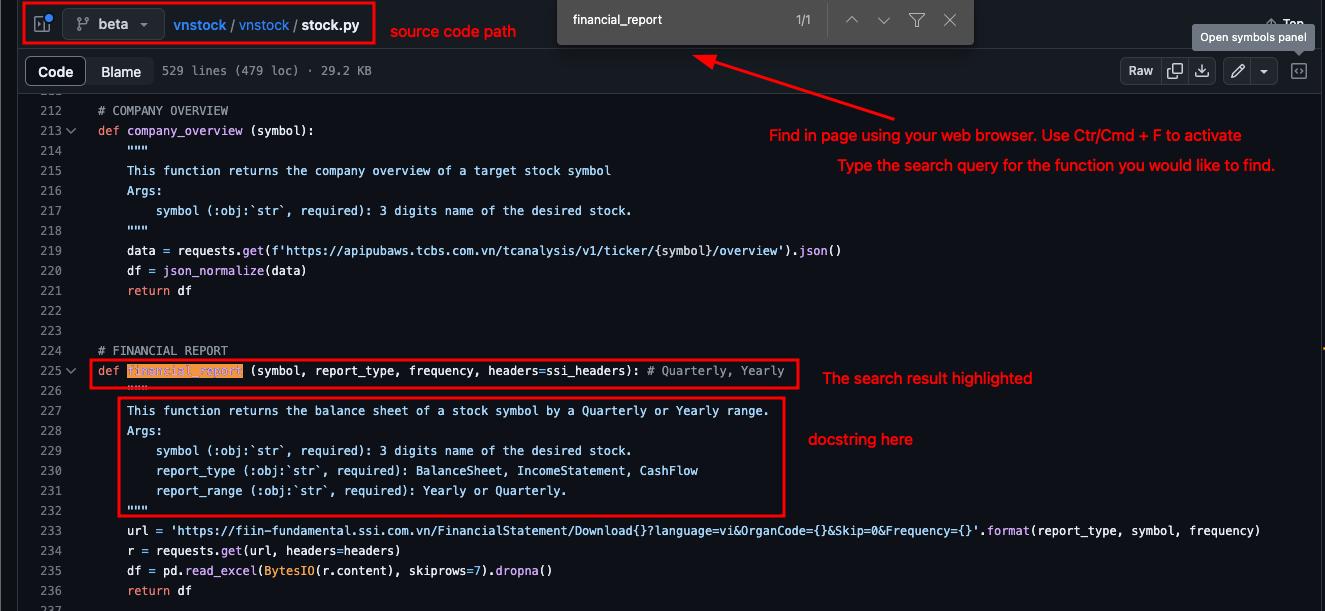 beta vnstock / vnstock / stock.py
source code path
financial_report 1/1
Top
Open symbols panel
Code Blame 529 lines (479 loc) · 29.2 KB
Raw
Find in page using your web browser. Use Ctr/Cmd + F to activate
Type the search query for the function you would like to find.
212 # COMPANY OVERVIEW
213 def company_overview (symbol):
214 """
215 This function returns the company overview of a target stock symbol
216 Args:
217 symbol (:obj:`str`, required): 3 digits name of the desired stock.
218 """
219 data = requests.get(f'https://apipubaws.tcbs.com.vn/tcanalysis/v1/ticker/{symbol}/overview').json()
220 df = json_normalize(data)
221 return df
222
223
224 # FINANCIAL REPORT
225 def financial_report (symbol, report_type, frequency, headers=ssi_headers): # Quarterly, Yearly
The search result highlighted
226 """
227 This function returns the balance sheet of a stock symbol by a Quarterly or Yearly range.
228 Args:
docstring here
229 symbol (:obj:`str`, required): 3 digits name of the desired stock.
230 report_type (:obj:`str`, required): BalanceSheet, IncomeStatement, CashFlow
231 report_range (:obj:`str`, required): Yearly or Quarterly.
232 """
233 url = 'https://fiin-fundamental.ssi.com.vn/FinancialStatement/Download{}?language=vi&OrganCode={}&Skip=0&Frequency={}'.format(report_type, symbol, frequency)
234 r = requests.get(url, headers=headers)
235 df = pd.read_excel(BytesIO(r.content), skiprows=7).dropna()
236 return df
237